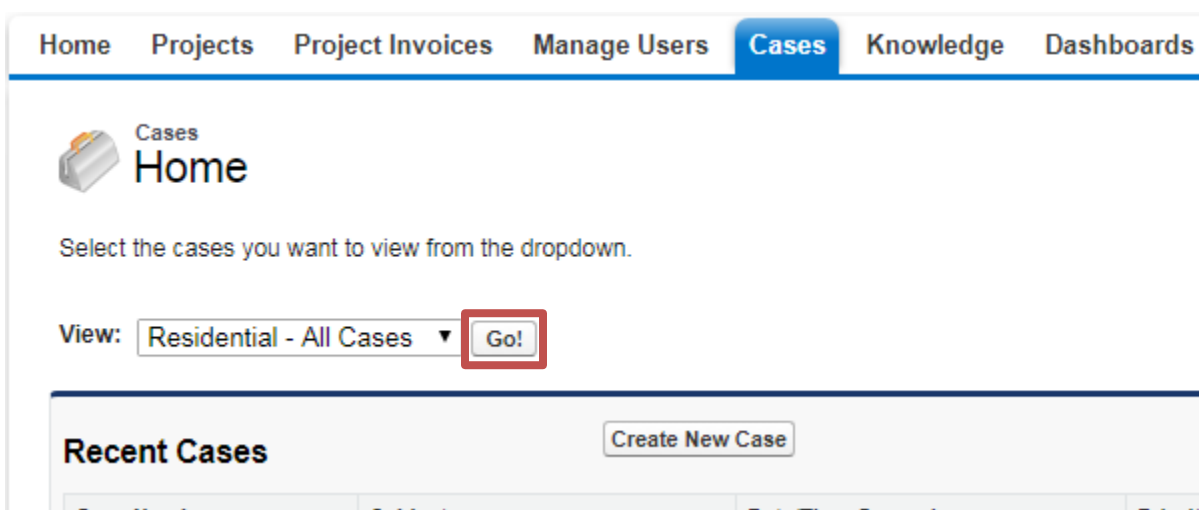 Home Projects Project Invoices Manage Users Cases Knowledge Dashboards
Cases
Home
Select the cases you want to view from the dropdown.
View: Residential - All Cases Go!
Recent Cases Create New Case